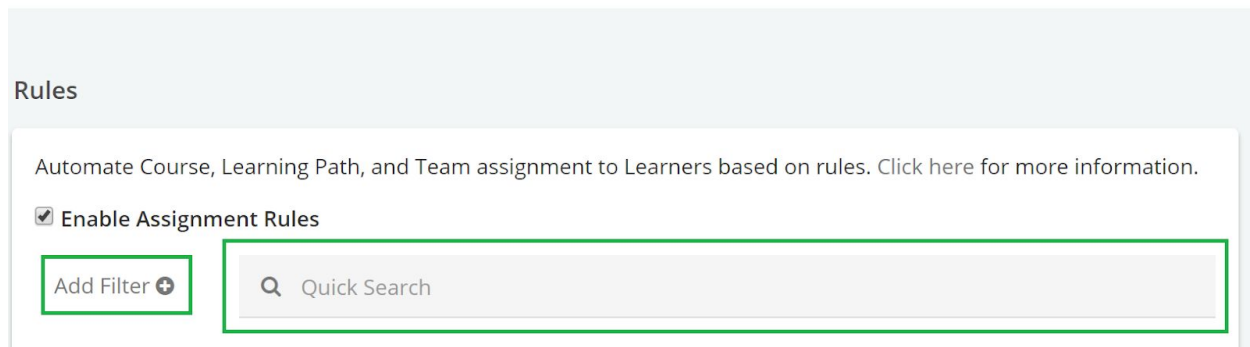 Rules
Automate Course, Learning Path, and Team assignment to Learners based on rules. Click here for more information.
Enable Assignment Rules
Add Filter
Quick Search